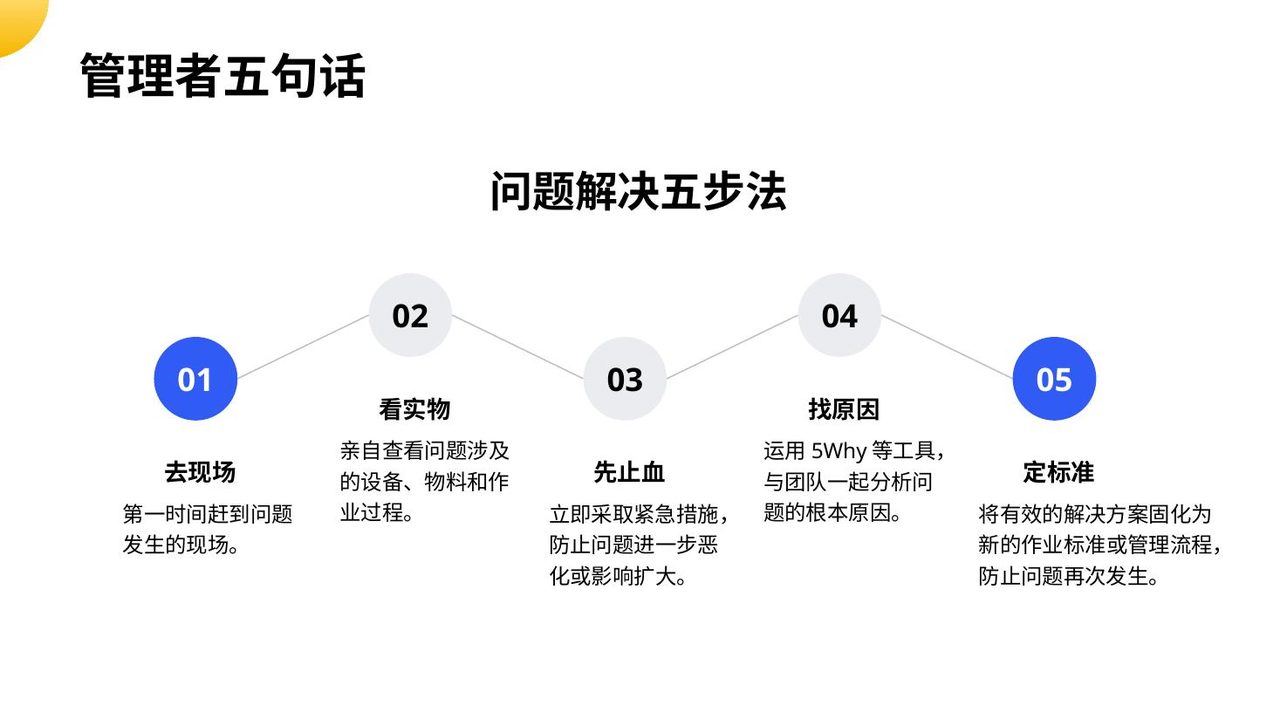 管理者五句话
问题解决五步法
01
去现场
第一时间赶到问题
发生的现场。
02
看实物
亲自查看问题涉及
的设备、物料和作
业过程。
03
先止血
立即采取紧急措施，
防止问题进一步恶
化或影响扩大。
04
找原因
运用 5Why 等工具，
与团队一起分析问
题的根本原因。
05
定标准
将有效的解决方案固化为
新的作业标准或管理流程，
防止问题再次发生。